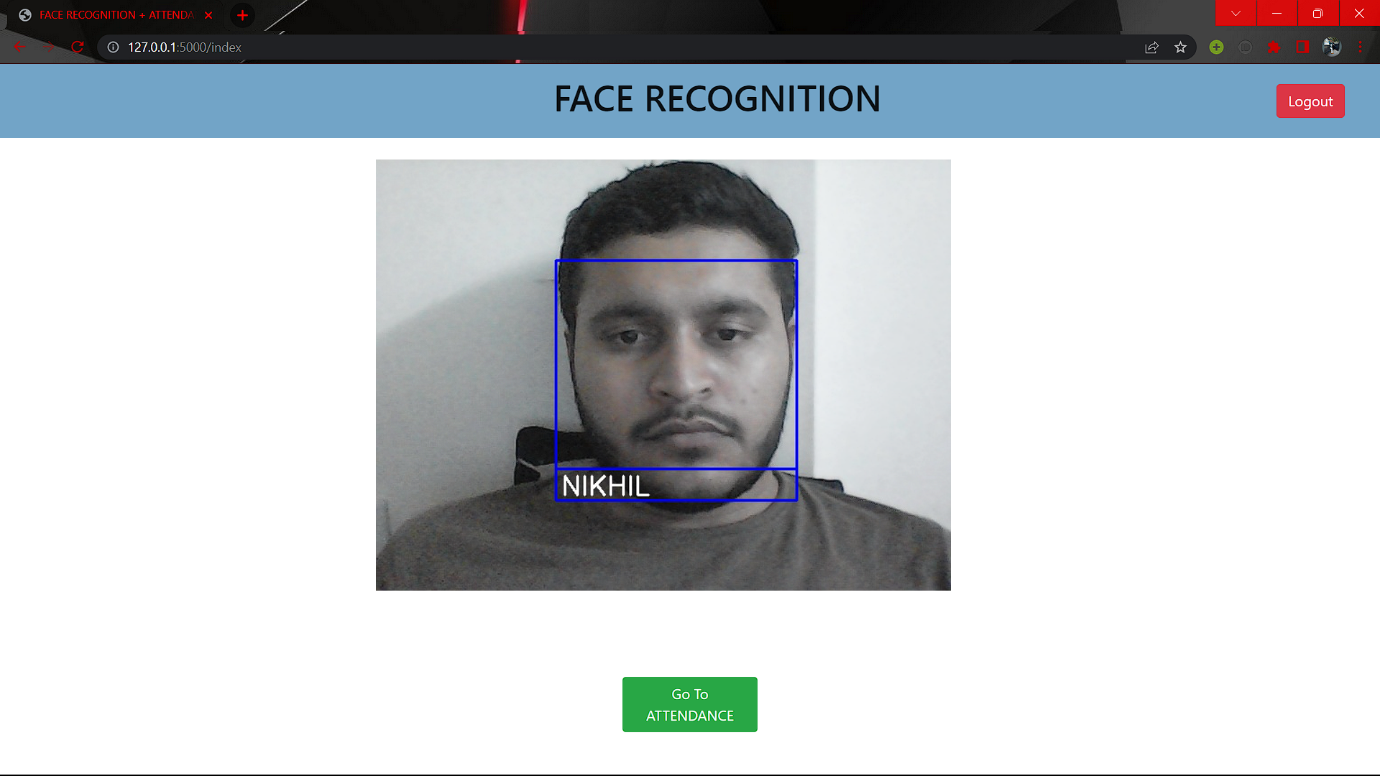 FACE RECOGNITION + ATTENDA
127.0.0.1:5000/index
FACE RECOGNITION
Logout
NIKHIL
Go To
ATTENDANCE